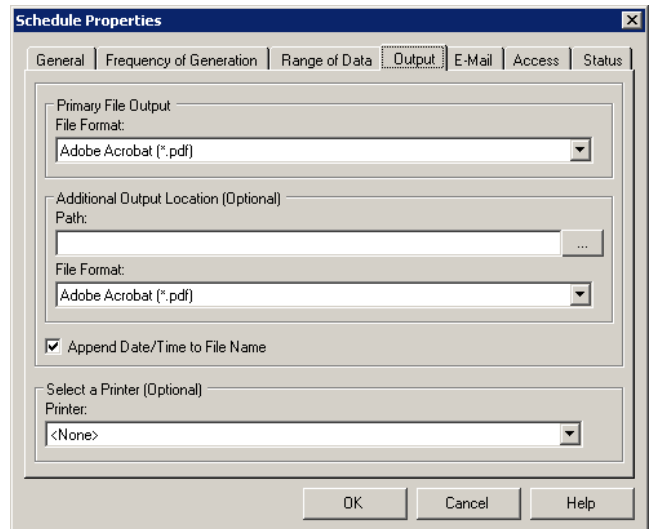 Schedule Properties
General Frequency of Generation Range of Data Output E-Mail Access Status
Primary File Output
File Format:
Adobe Acrobat (*.pdf)
Additional Output Location (Optional)
Path:
...
File Format:
Adobe Acrobat (*.pdf)
Append Date/Time to File Name
Select a Printer (Optional)
Printer:
<None>
OK Cancel Help